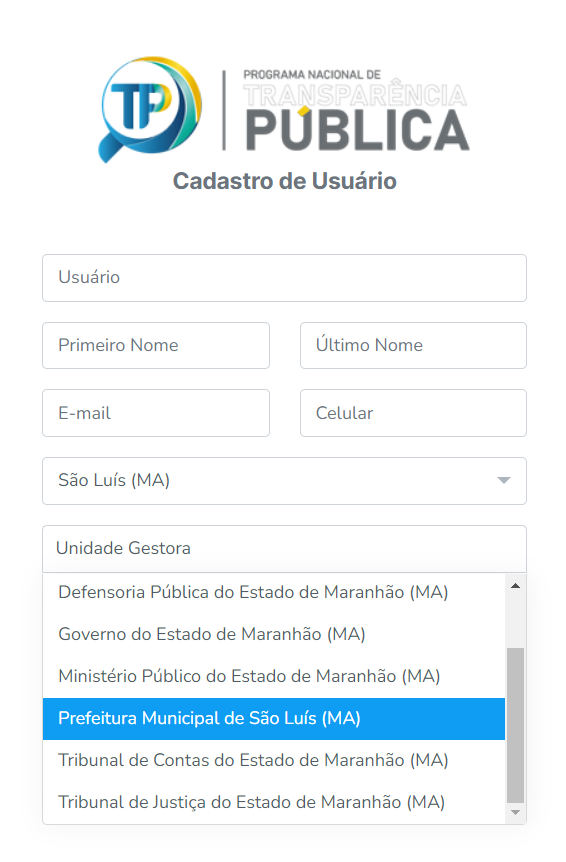 TP
PROGRAMA NACIONAL DE
TRANSPARÊNCIA
PÚBLICA
Cadastro de Usuário
Usuário
Primeiro Nome
Último Nome
E-mail
Celular
São Luís (MA)
Unidade Gestora
Defensoria Pública do Estado de Maranhão (MA)
Governo do Estado de Maranhão (MA)
Ministério Público do Estado de Maranhão (MA)
Prefeitura Municipal de São Luís (MA)
Tribunal de Contas do Estado de Maranhão (MA)
Tribunal de Justiça do Estado de Maranhão (MA)